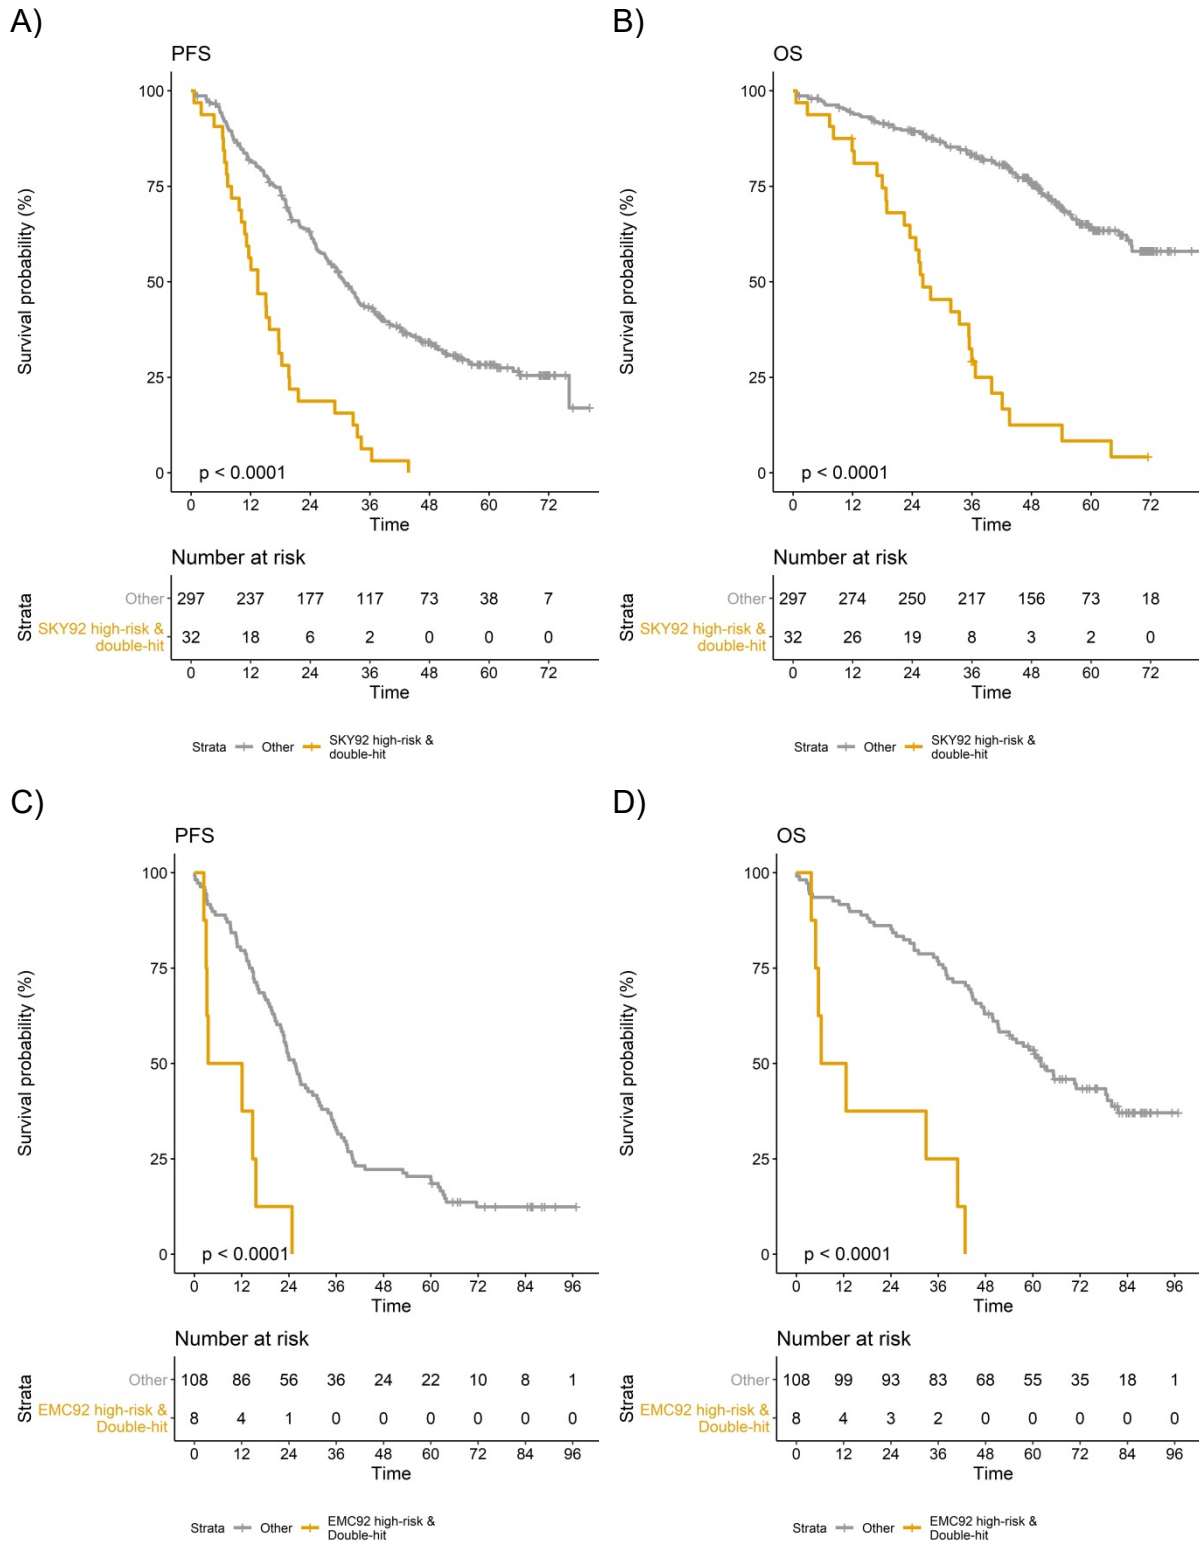 A)
PFS
Survival probability (%)
100
75
50
25
0
p < 0.0001
0 12 24 36 48 60 72
Time
Number at risk
Strata
Other 297 237 177 117 73 38 7
SKY92 high-risk &
double-hit 32 18 6 2 0 0 0
0 12 24 36 48 60 72
Time
Strata Other SKY92 high-risk &
double-hit
B)
OS
Survival probability (%)
100
75
50
25
0
p < 0.0001
0 12 24 36 48 60 72
Time
Number at risk
Strata
Other 297 274 250 217 156 73 18
SKY92 high-risk &
double-hit 32 26 19 8 3 2 0
0 12 24 36 48 60 72
Time
Strata Other SKY92 high-risk &
double-hit
C)
PFS
Survival probability (%)
100
75
50
25
0
p < 0.0001
0 12 24 36 48 60 72 84 96
Time
Number at risk
Strata
Other 108 86 56 36 24 22 10 8 1
EMC92 high-risk &
Double-hit 8 4 1 0 0 0 0 0 0
0 12 24 36 48 60 72 84 96
Time
Strata Other EMC92 high-risk &
Double-hit
D)
OS
Survival probability (%)
100
75
50
25
0
p < 0.0001
0 12 24 36 48 60 72 84 96
Time
Number at risk
Strata
Other 108 99 93 83 68 55 35 18 1
EMC92 high-risk &
Double-hit 8 4 3 2 0 0 0 0 0
0 12 24 36 48 60 72 84 96
Time
Strata Other EMC92 high-risk &
Double-hit